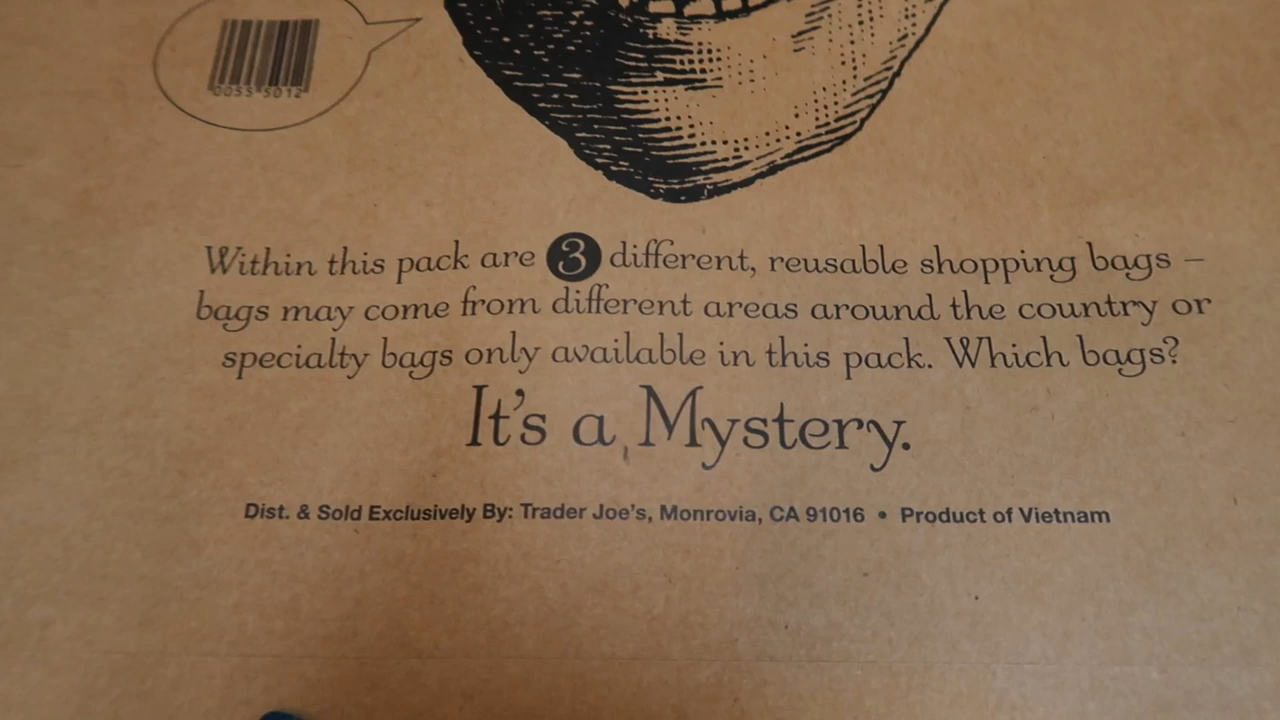 0055 5012
Within this pack are 3 different, reusable shopping bags –
bags may come from different areas around the country or
specialty bags only available in this pack. Which bags?
It's a Mystery.
Dist. & Sold Exclusively By: Trader Joe's, Monrovia, CA 91016 • Product of Vietnam